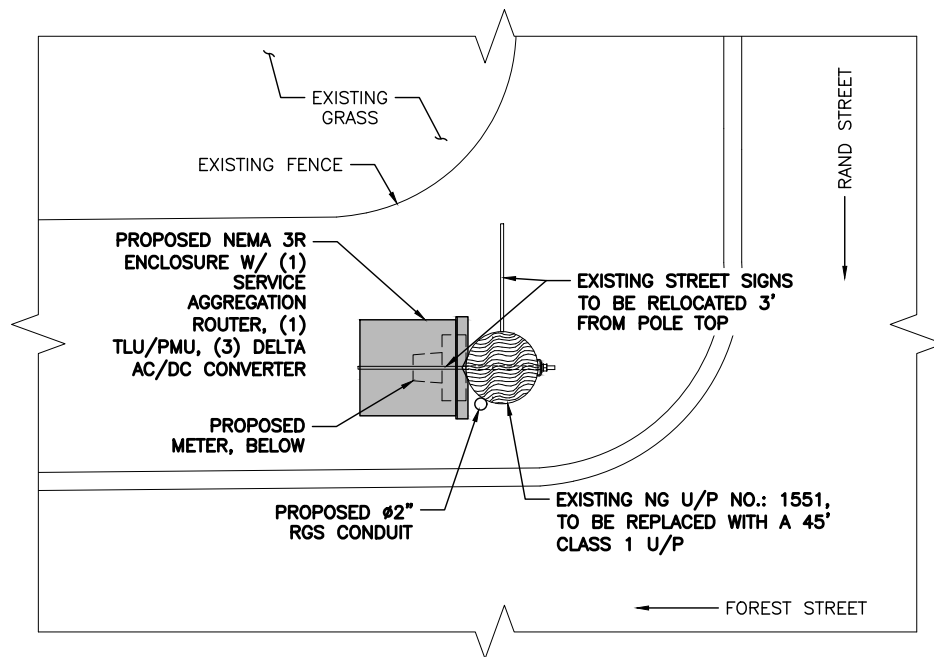 EXISTING
GRASS
EXISTING FENCE
RAND STREET
PROPOSED NEMA 3R
ENCLOSURE W/ (1)
SERVICE
AGGREGATION
ROUTER, (1)
TLU/PMU, (3) DELTA
AC/DC CONVERTER
EXISTING STREET SIGNS
TO BE RELOCATED 3'
FROM POLE TOP
PROPOSED
METER, BELOW
PROPOSED ø2"
RGS CONDUIT
EXISTING NG U/P NO.: 1551,
TO BE REPLACED WITH A 45'
CLASS 1 U/P
FOREST STREET